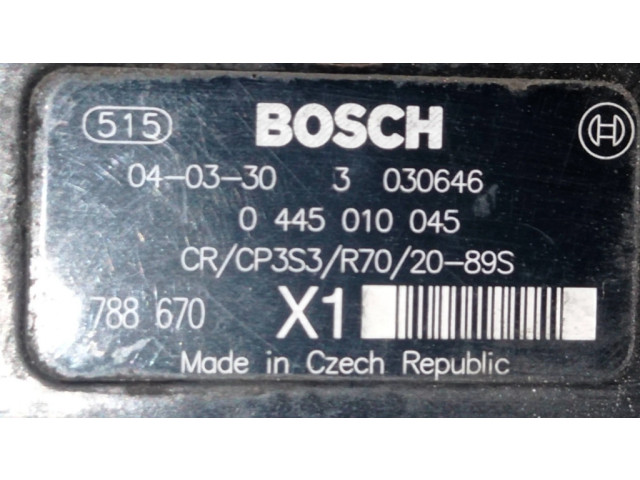 515 BOSCH
04-03-30 3 030646
0 445 010 045
CR/CP3S3/R70/20-89S
788 670 X1
Made in Czech Republic